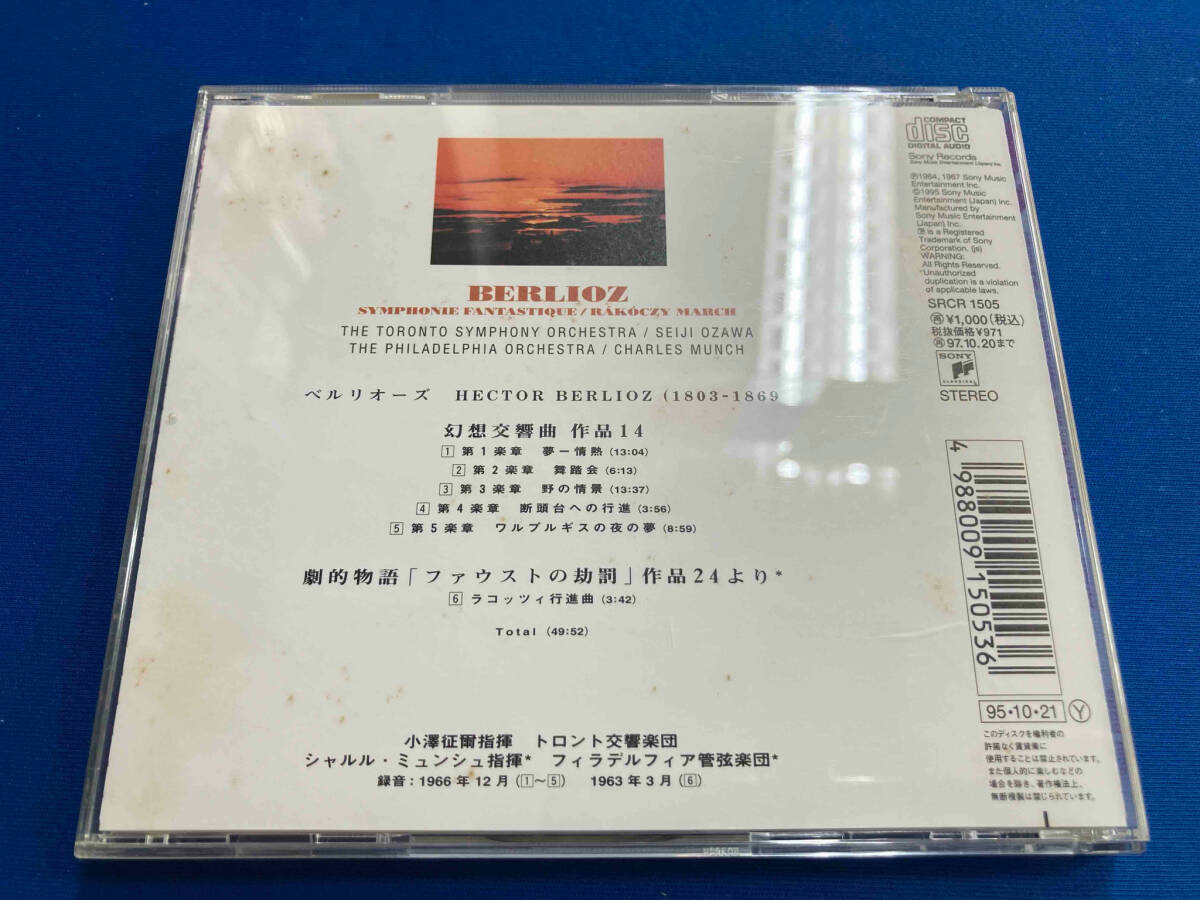 BERLIOZ
SYMPHONIE FANTASTIQUE / RÁKÓCZY MARCH
THE TORONTO SYMPHONY ORCHESTRA / SEIJI OZAWA
THE PHILADELPHIA ORCHESTRA / CHARLES MUNCH
ベルリオーズ HECTOR BERLIOZ (1803-1869
幻想交響曲 作品14
1 第1楽章 夢ー情熱 (13:04)
2 第2楽章 舞踏会 (6:13)
3 第3楽章 野の情景 (13:37)
4 第4楽章 断頭台への行進 (3:56)
5 第5楽章 ワルプルギスの夜の夢 (8:59)
劇的物語「ファウストの劫罰」作品24より*
6 ラコッツィ行進曲 (3:42)
Total (49:52)
小澤征爾指揮 トロント交響楽団
シャルル・ミュンシュ指揮* フィラデルフィア管弦楽団*
録音：1966年12月 (1〜5) 1963年3月 (6)
COMPACT
disc
DIGITAL AUDIO
Sony Records
Sony Music Entertainment (Japan) Inc.
Ⓟ1964, 1967 Sony Music
Entertainment Inc.
©1995 Sony Music
Entertainment (Japan) Inc.
Manufactured by
Sony Music Entertainment
(Japan) Inc.
is a Registered
Trademark of Sony
Corporation. (js)
WARNING:
All Rights Reserved.
Unauthorized
duplication is a violation
of applicable laws.
SRCR 1505
¥1,000(税込)
税抜価格¥971
97.10.20まで
SONY
CLASSICAL
STEREO
4 988009 150536
95・10・21 Y
このディスクを権利者の
許諾なく賃貸業に
使用することは禁止されています。
また個人的に楽しむなどの
場合を除き、著作権法上、
無断複製は禁じられています。